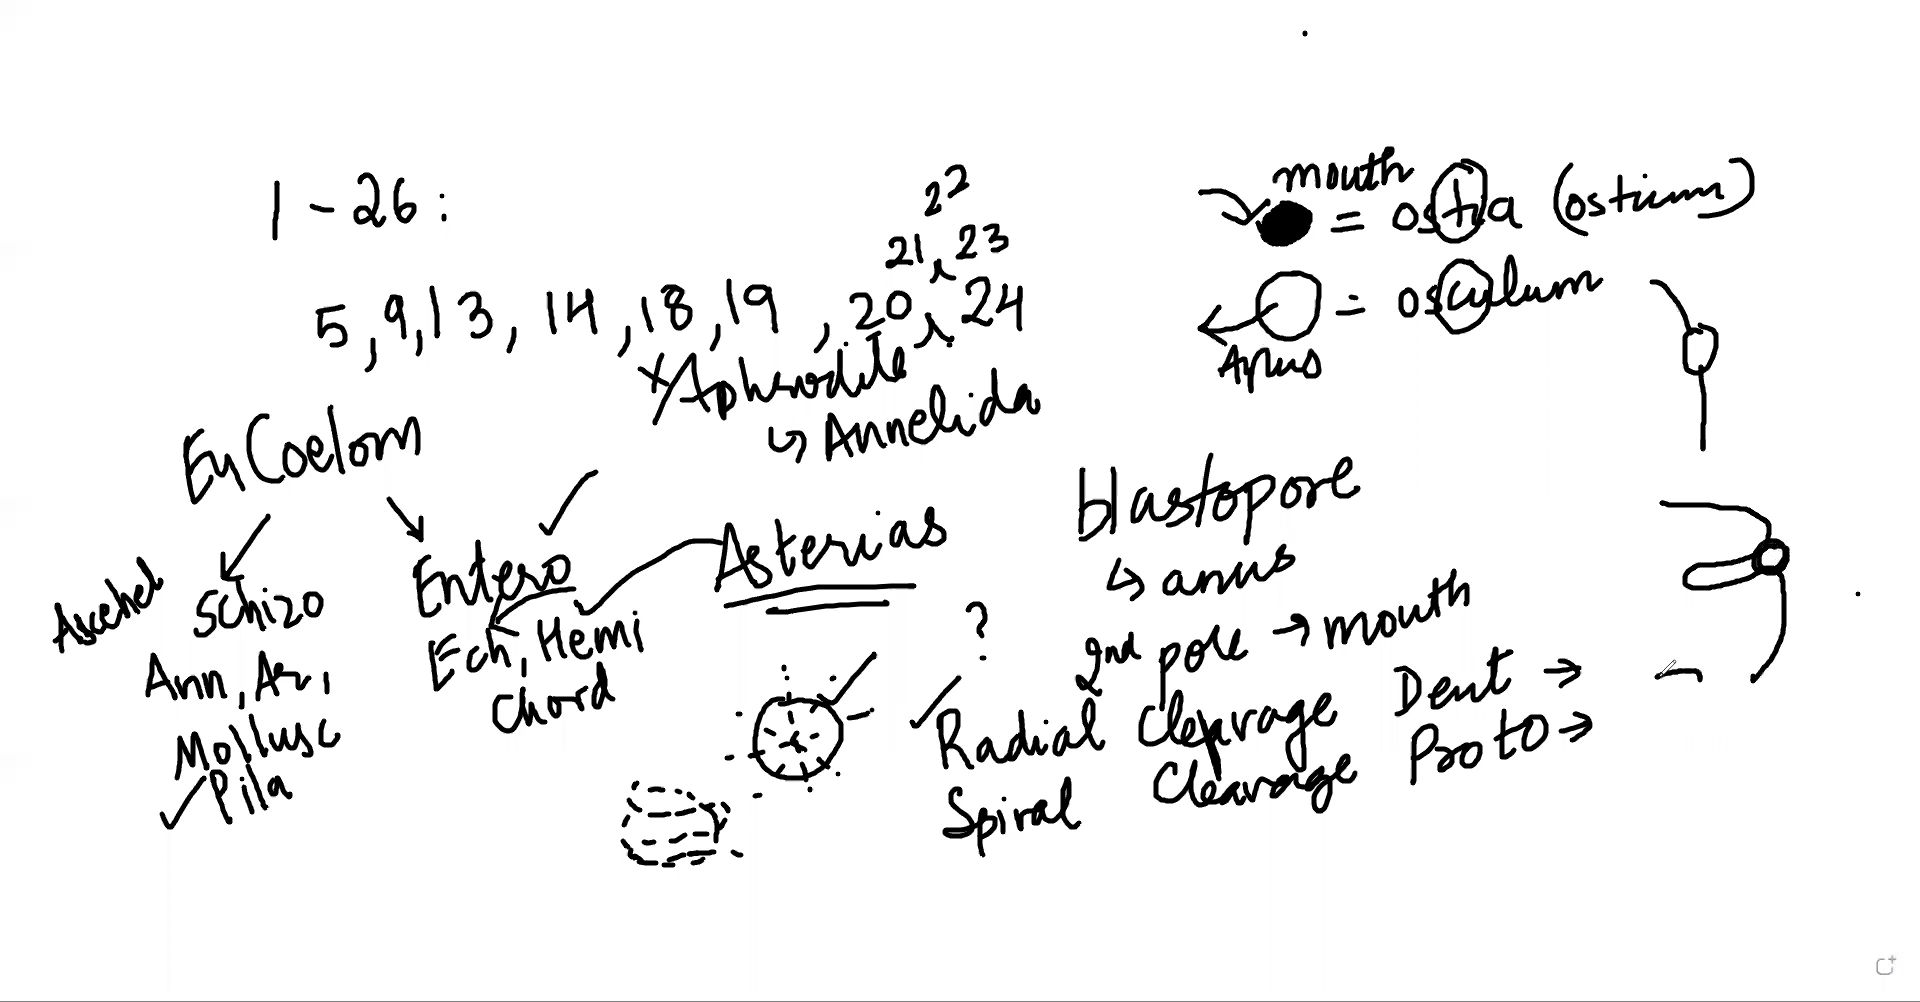 1 - 26 :
22
21, 23
5, 9, 13, 14, 18, 19, 20, 24
Aphrodite
↳ Annelida
mouth
= ostia (ostium)
= osculum
Anus
EuCoelom
Schizo
Ann, Ar,
Mollusc
Pila
Entero
Ech, Hemi
Chord
Asterias
blastopore
↳ anus
2nd pole → mouth
?
Radial Cleavage Dent →
Spiral Cleavage Proto →